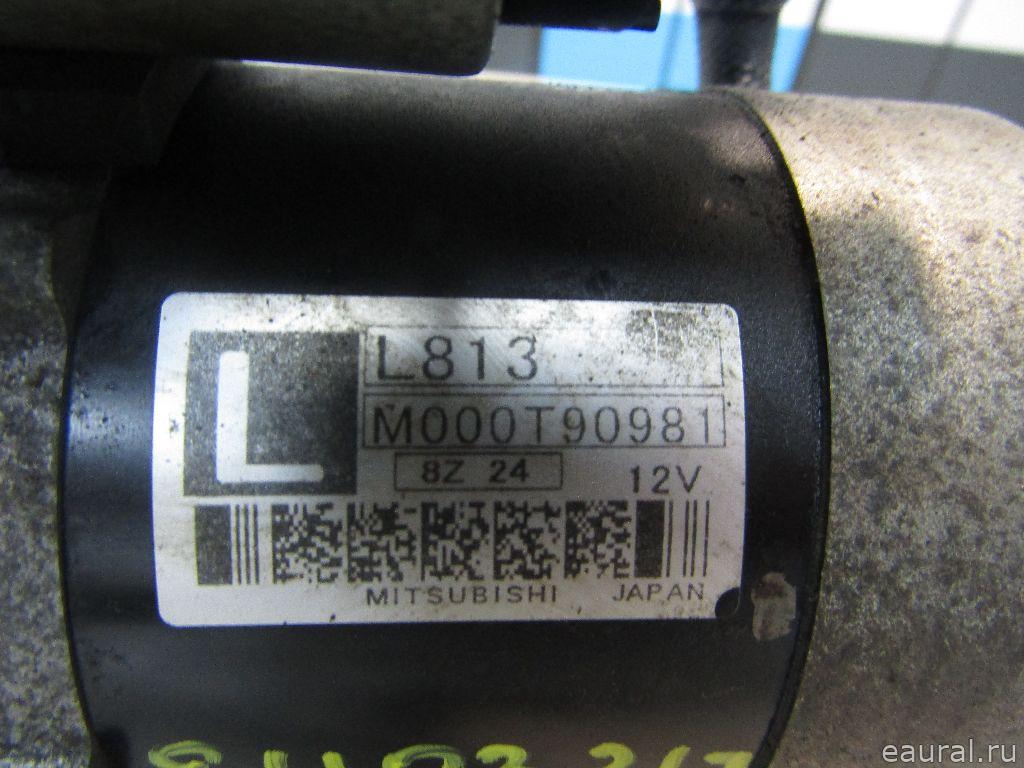 L
L813
M000T90981
8Z 24
12V
MITSUBISHI JAPAN
eaural.ru